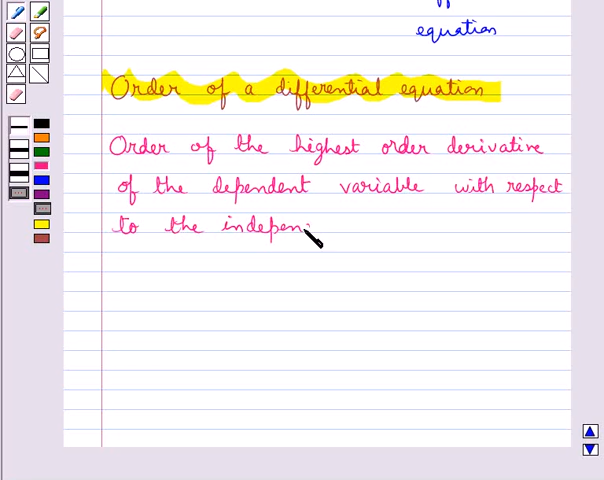 equation
Order of a differential equation
Order of the highest order derivative
of the dependent variable with respect
to the indepen